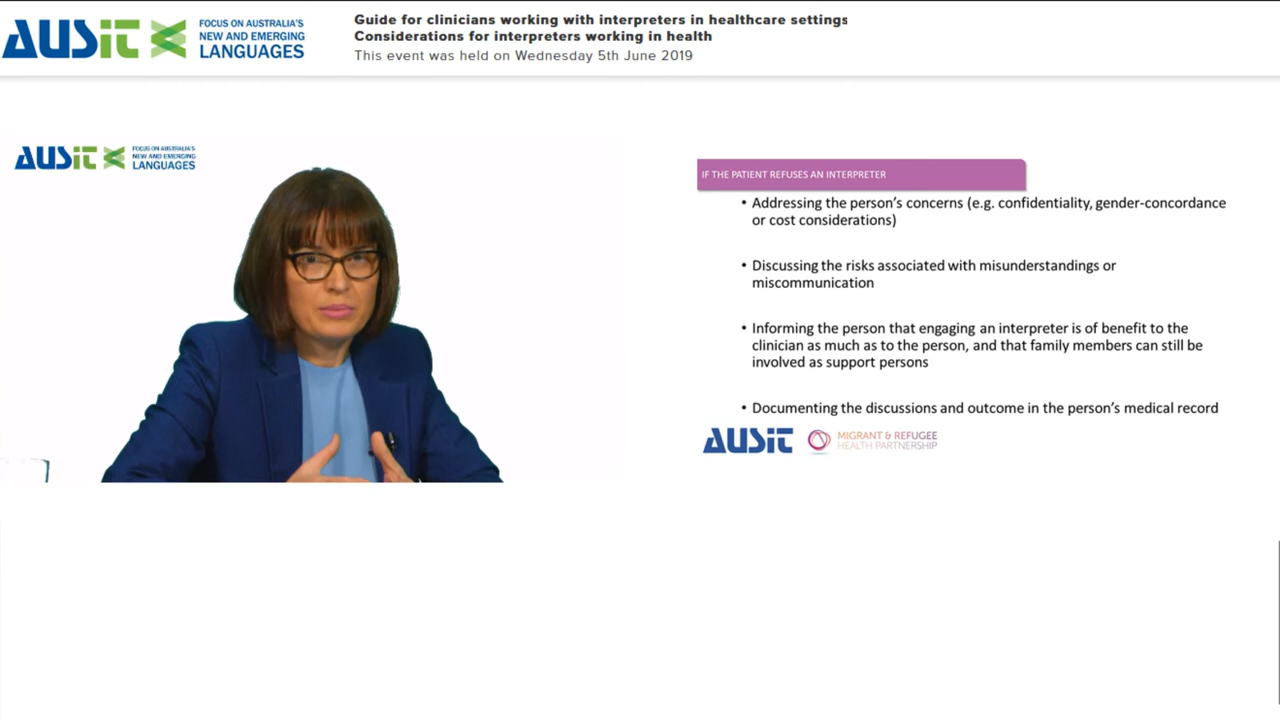 AUSiT
FOCUS ON AUSTRALIA'S
NEW AND EMERGING
LANGUAGES
Guide for clinicians working with interpreters in healthcare settings
Considerations for interpreters working in health
This event was held on Wednesday 5th June 2019
AUSiT
FOCUS ON AUSTRALIA'S
NEW AND EMERGING
LANGUAGES
IF THE PATIENT REFUSES AN INTERPRETER
• Addressing the person's concerns (e.g. confidentiality, gender-concordance
or cost considerations)
• Discussing the risks associated with misunderstandings or
miscommunication
• Informing the person that engaging an interpreter is of benefit to the
clinician as much as to the person, and that family members can still be
involved as support persons
• Documenting the discussions and outcome in the person's medical record
AUSiT
MIGRANT & REFUGEE
HEALTH PARTNERSHIP